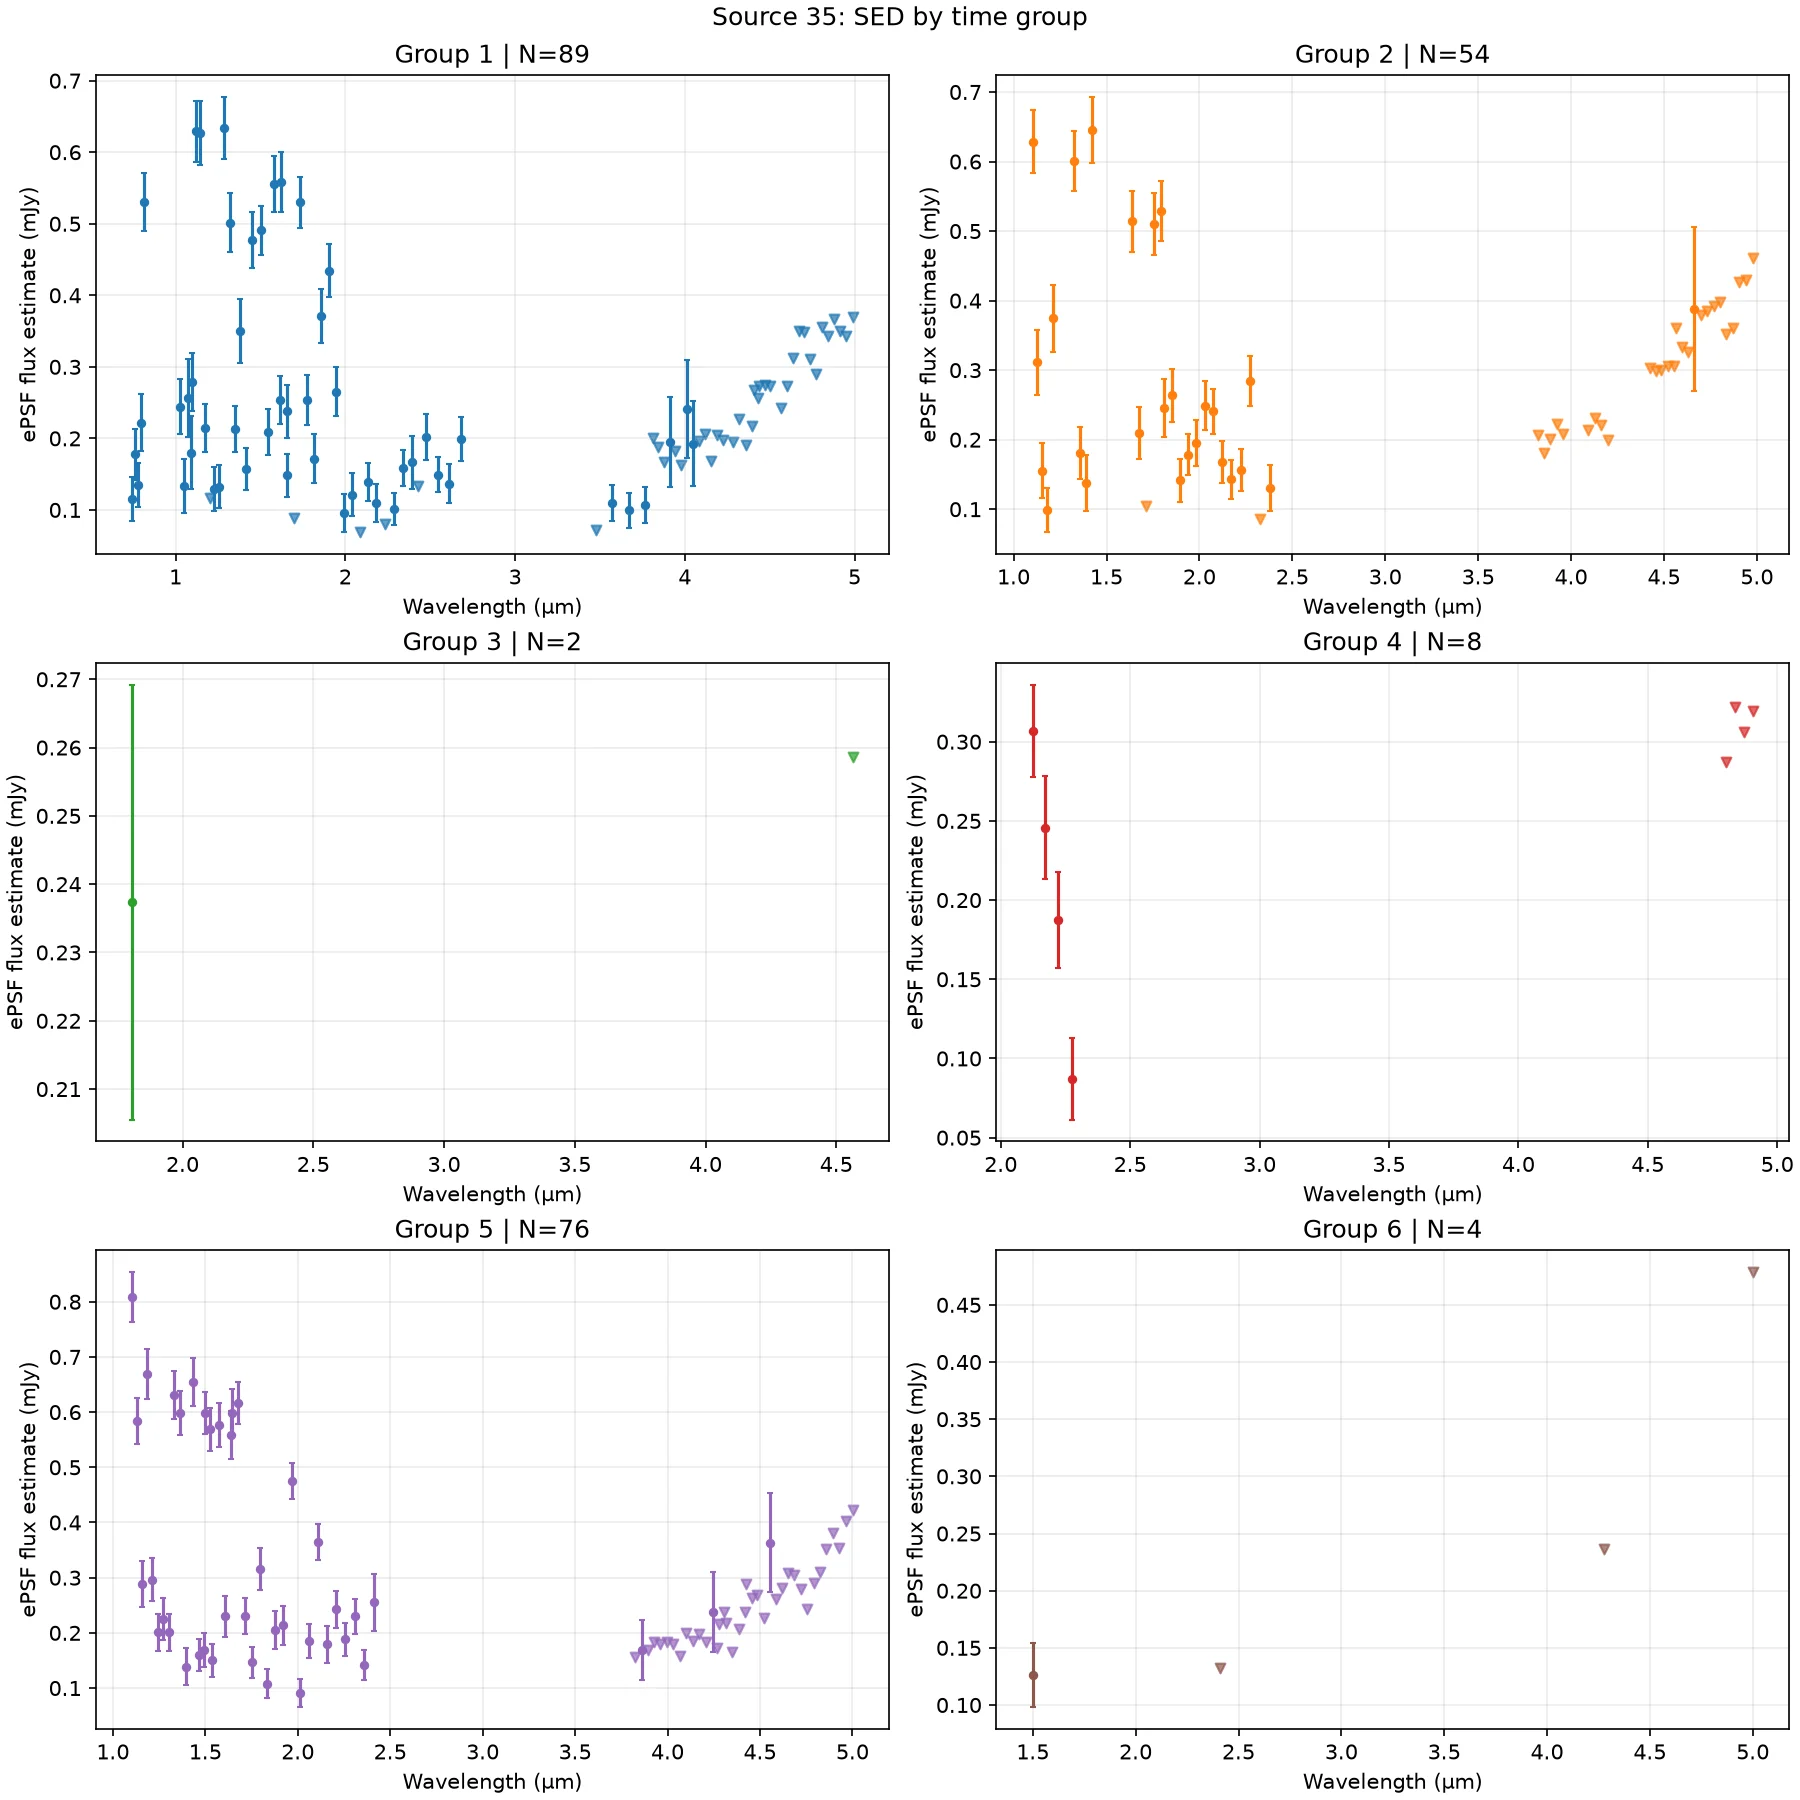 Source 35: SED by time group
Group 1 | N=89
ePSF flux estimate (mJy)
0.7
0.6
0.5
0.4
0.3
0.2
0.1
1 2 3 4 5
Wavelength (µm)
Group 2 | N=54
ePSF flux estimate (mJy)
0.7
0.6
0.5
0.4
0.3
0.2
0.1
1.0 1.5 2.0 2.5 3.0 3.5 4.0 4.5 5.0
Wavelength (µm)
Group 3 | N=2
ePSF flux estimate (mJy)
0.27
0.26
0.25
0.24
0.23
0.22
0.21
2.0 2.5 3.0 3.5 4.0 4.5
Wavelength (µm)
Group 4 | N=8
ePSF flux estimate (mJy)
0.30
0.25
0.20
0.15
0.10
0.05
2.0 2.5 3.0 3.5 4.0 4.5 5.0
Wavelength (µm)
Group 5 | N=76
ePSF flux estimate (mJy)
0.8
0.7
0.6
0.5
0.4
0.3
0.2
0.1
1.0 1.5 2.0 2.5 3.0 3.5 4.0 4.5 5.0
Wavelength (µm)
Group 6 | N=4
ePSF flux estimate (mJy)
0.45
0.40
0.35
0.30
0.25
0.20
0.15
0.10
1.5 2.0 2.5 3.0 3.5 4.0 4.5 5.0
Wavelength (µm)